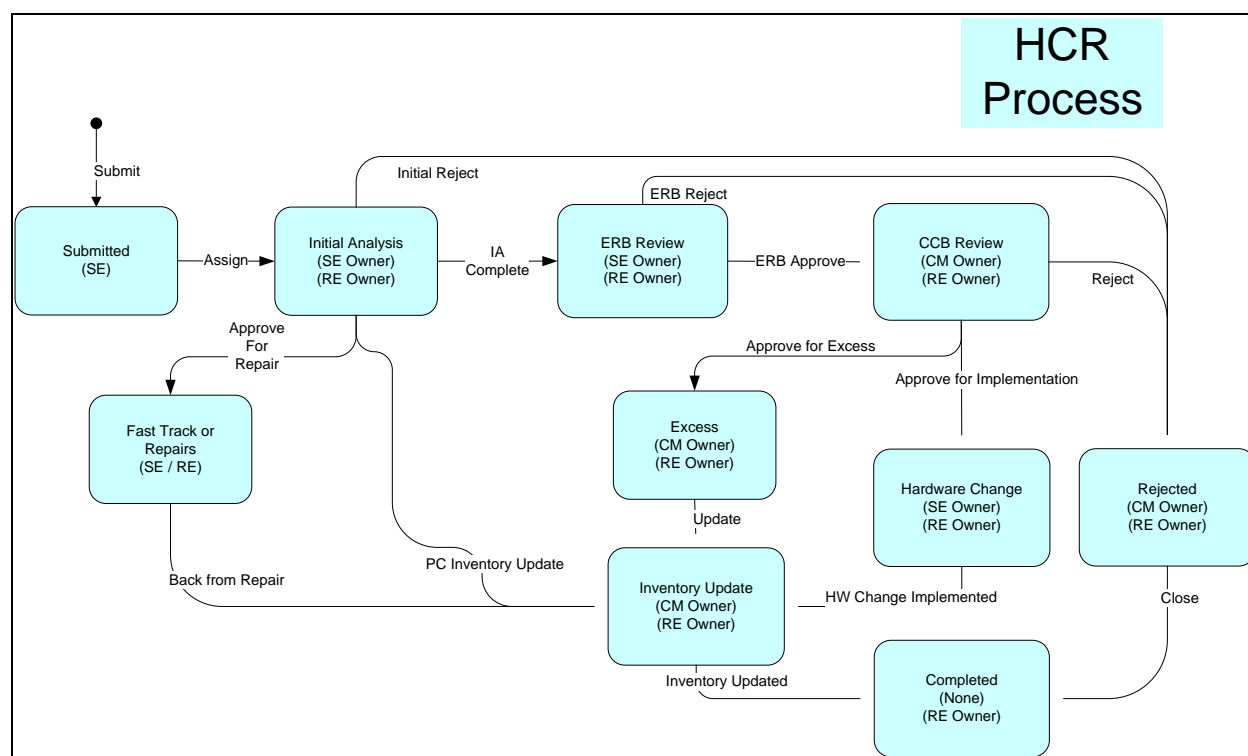 HCR
Process
Submit
Initial Reject
ERB Reject
Submitted
(SE)
Assign
Initial Analysis
(SE Owner)
(RE Owner)
IA
Complete
ERB Review
(SE Owner)
(RE Owner)
ERB Approve
CCB Review
(CM Owner)
(RE Owner)
Reject
Approve
For
Repair
Approve for Excess
Approve for Implementation
Fast Track or
Repairs
(SE / RE)
Excess
(CM Owner)
(RE Owner)
Hardware Change
(SE Owner)
(RE Owner)
Rejected
(CM Owner)
(RE Owner)
Update
Back from Repair
PC Inventory Update
Inventory Update
(CM Owner)
(RE Owner)
HW Change Implemented
Close
Inventory Updated
Completed
(None)
(RE Owner)